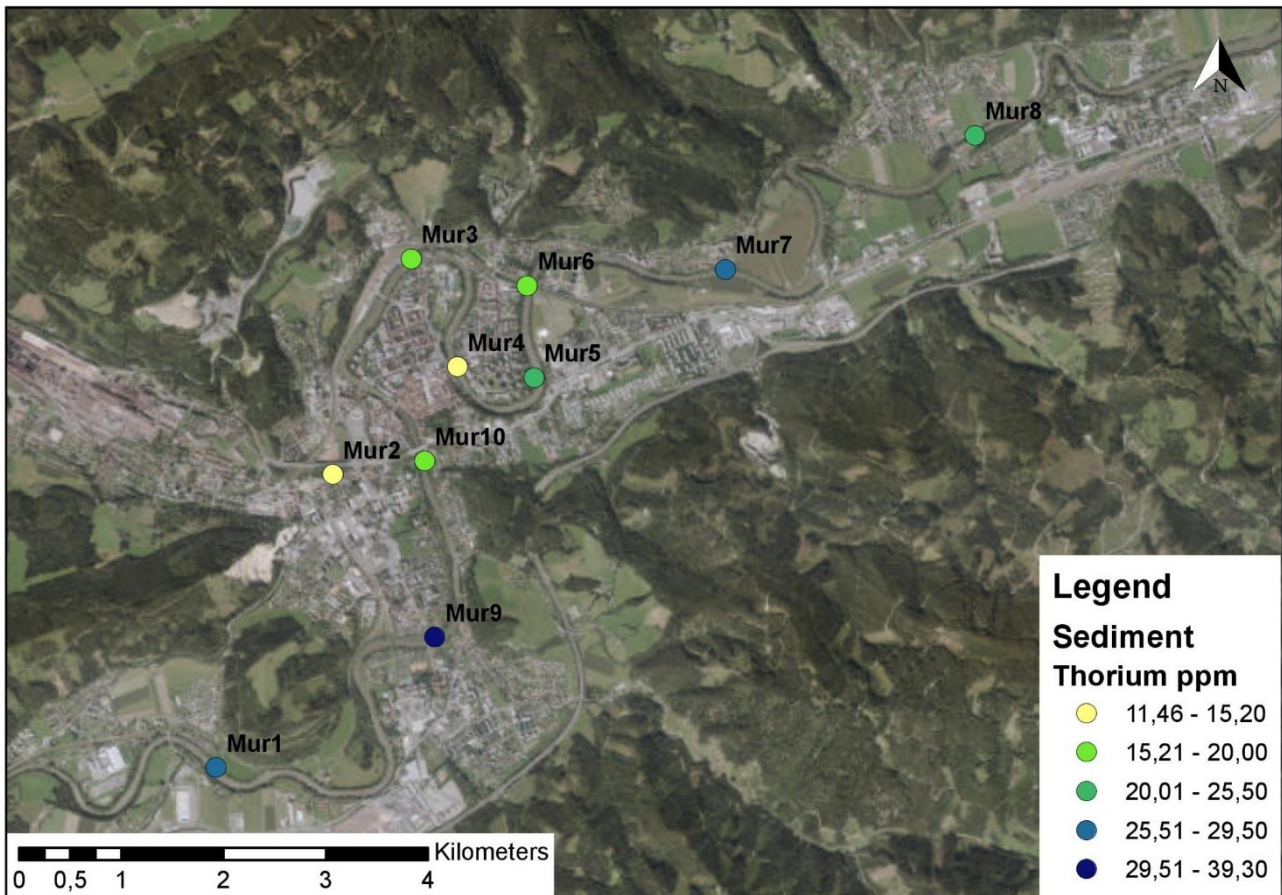 N
Mur8
Mur3
Mur6
Mur7
Mur4
Mur5
Mur10
Mur2
Mur9
Mur1
Legend
Sediment
Thorium ppm
11,46 - 15,20
15,21 - 20,00
20,01 - 25,50
25,51 - 29,50
29,51 - 39,30
Kilometers
0 0,5 1 2 3 4